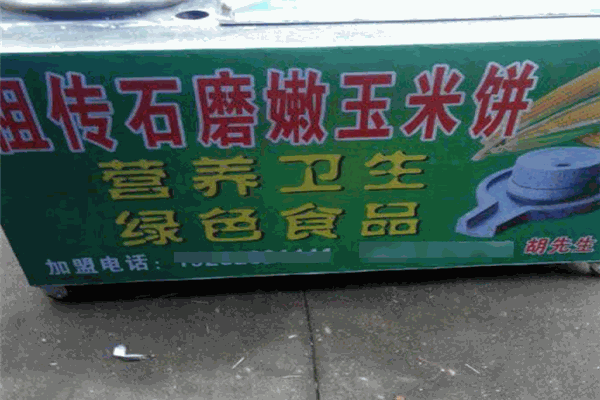 祖传石磨嫩玉米饼
营养卫生
绿色食品
加盟电话：
胡先生